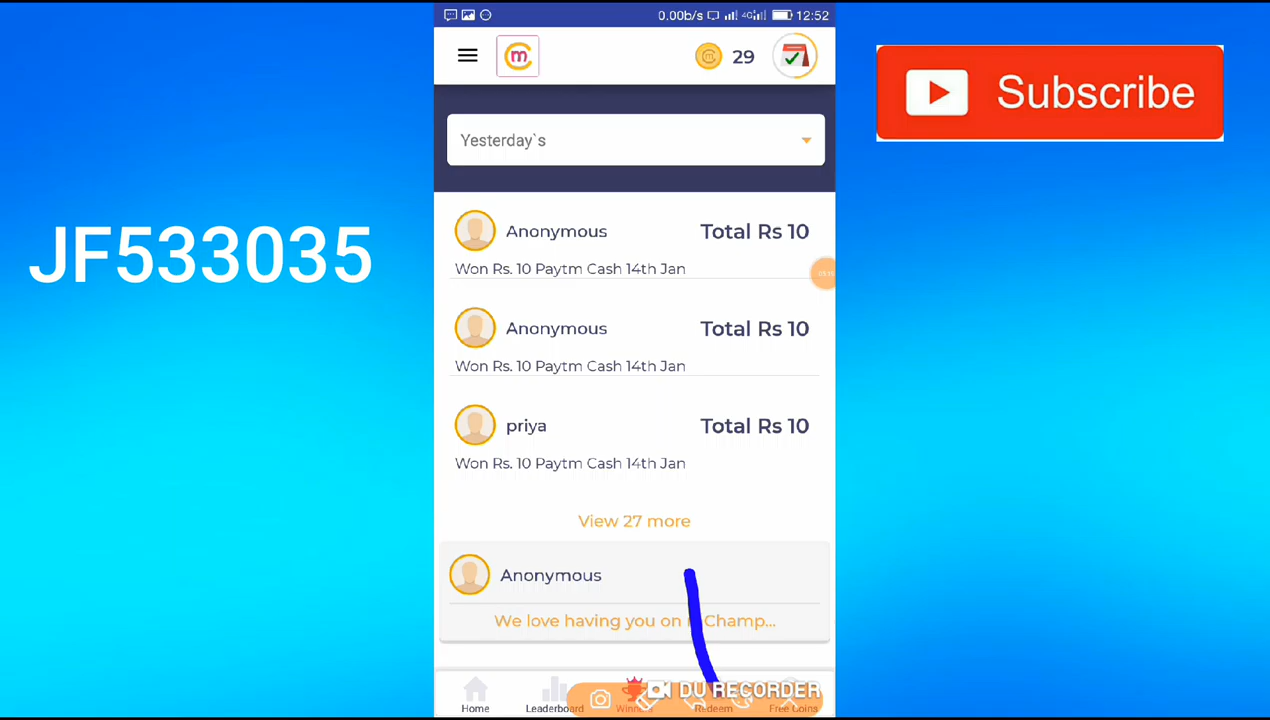 0.00b/s 4G 12:52
m
29
Subscribe
Yesterday`s
JF533035
Anonymous Total Rs 10
Won Rs. 10 Paytm Cash 14th Jan
Anonymous Total Rs 10
Won Rs. 10 Paytm Cash 14th Jan
priya Total Rs 10
Won Rs. 10 Paytm Cash 14th Jan
View 27 more
Anonymous
We love having you on Champ...
DU RECORDER
Home Leaderboard Winners Redeem Free Coins